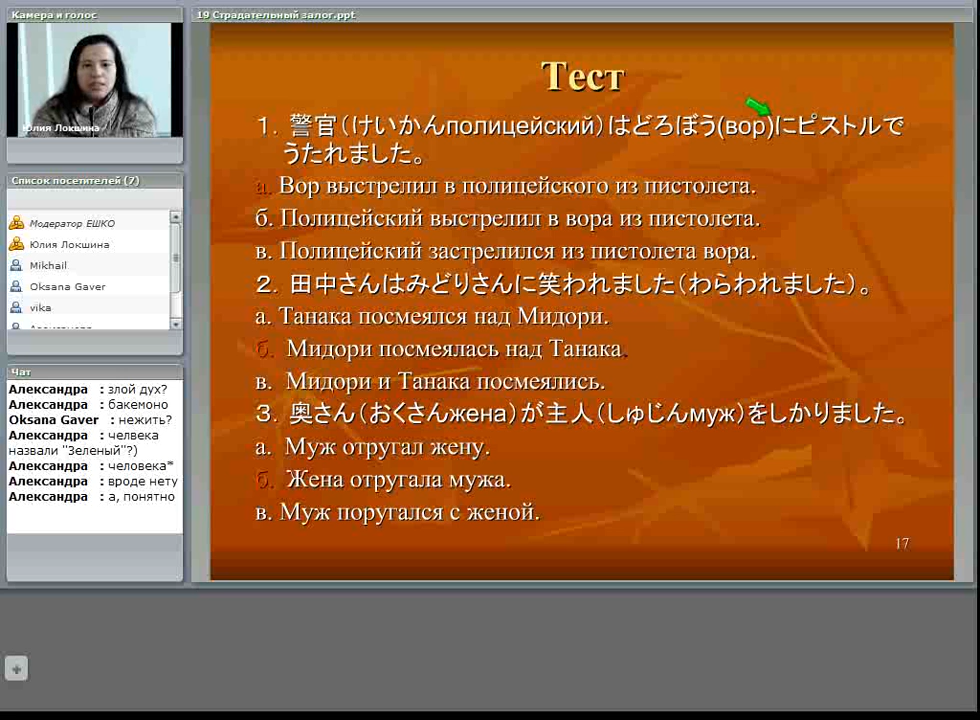 Камера и голос
Юлия Локшина
Список посетителей (7)
Модератор ЕШКО
Юлия Локшина
Mikhail
Oksana Gaver
vika
Чат
Александра : злой дух?
Александра : бакемоно
Oksana Gaver : нежить?
Александра : челвека
назвали "Зеленый"?)
Александра : человека*
Александра : вроде нету
Александра : а, понятно
19 Страдательный залог.ppt
Тест
1. 警官(けいかんполицейский)はどろぼう(вор)にピストルで
うたれました。
а. Вор выстрелил в полицейского из пистолета.
б. Полицейский выстрелил в вора из пистолета.
в. Полицейский застрелился из пистолета вора.
2. 田中さんはみどりさんに笑われました(わらわれました)。
а. Танака посмеялся над Мидори.
б. Мидори посмеялась над Танака.
в. Мидори и Танака посмеялись.
3. 奥さん(おくさんжена)が主人(しゅじんмуж)をしかりました。
а. Муж отругал жену.
б. Жена отругала мужа.
в. Муж поругался с женой.
17